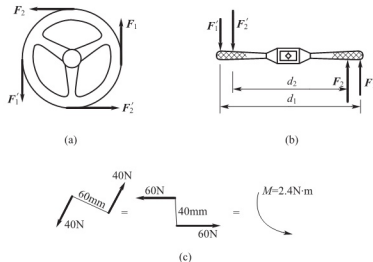 F₂
F₁
F₁′
F₂′
(a)
F₁′ F₂′
d₂
d₁
F₂ F
(b)
40N
60mm
40N
=
60N
40mm
60N
=
M=2.4N·m
(c)